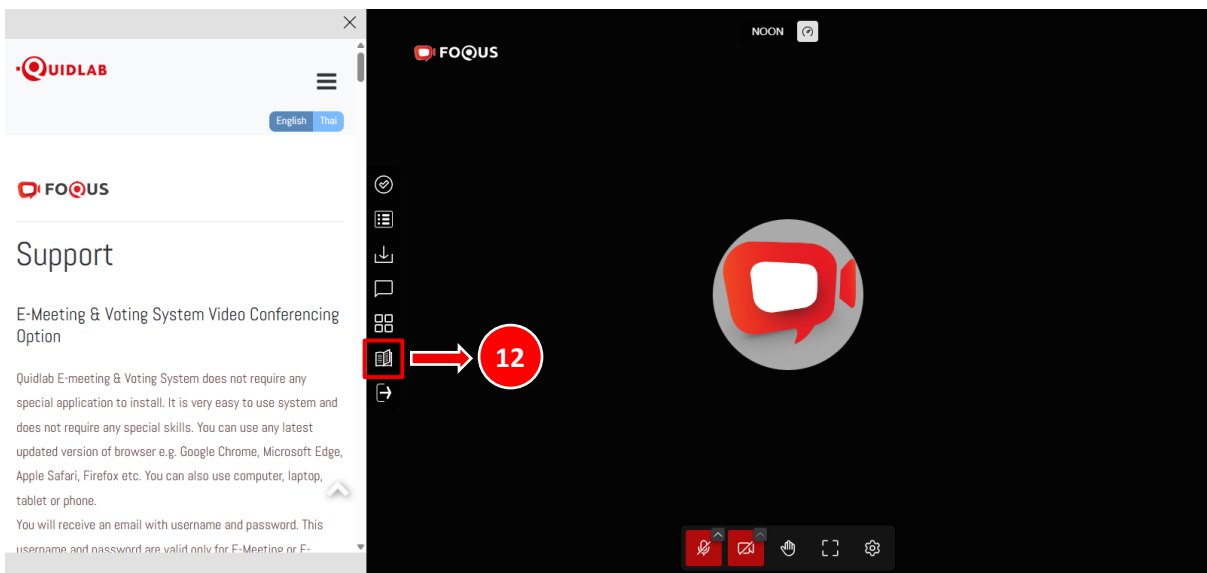 QUIDLAB
English Thai
FOQUS
Support
E-Meeting & Voting System Video Conferencing
Option
Quidlab E-meeting & Voting System does not require any
special application to install. It is very easy to use system and
does not require any special skills. You can use any latest
updated version of browser e.g. Google Chrome, Microsoft Edge,
Apple Safari, Firefox etc. You can also use computer, laptop,
tablet or phone.
You will receive an email with username and password. This
username and password are valid only for E-Meeting or E-
NOON
FOQUS
12